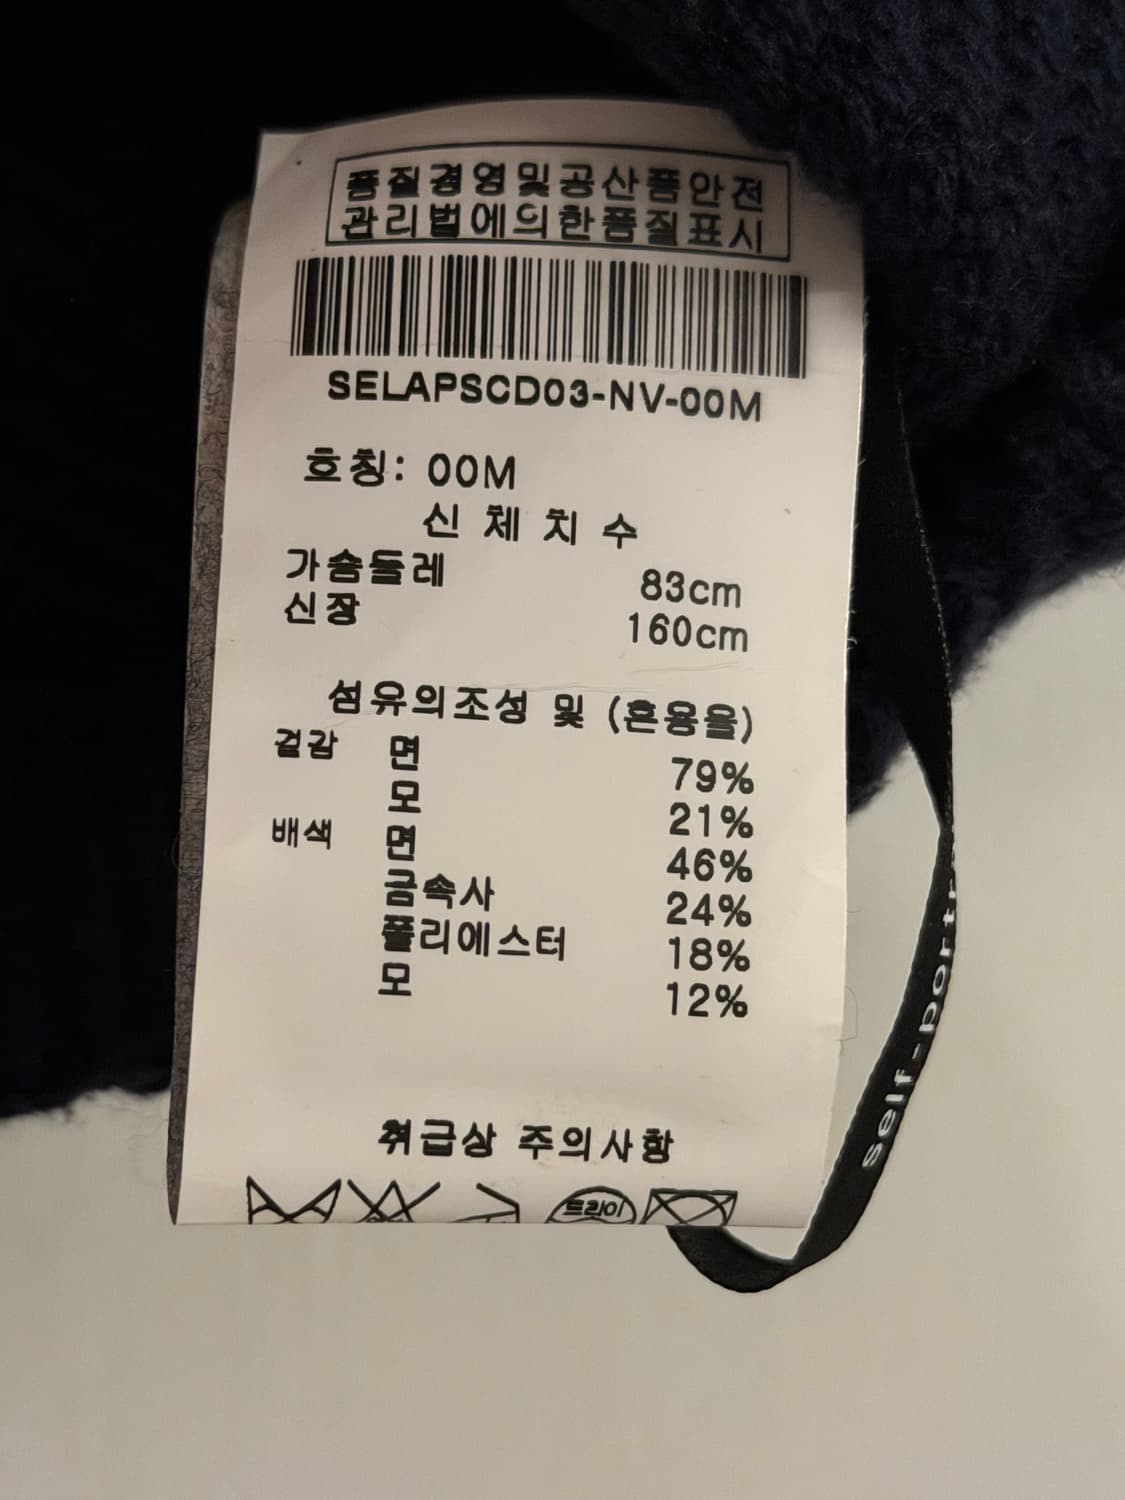 품질경영및공산품안전
관리법에의한품질표시
SELAPSCD03-NV-00M
호칭: 00M
신 체 치 수
가슴들레 83cm
신장 160cm
섬유의조성 및 (혼용율)
겉감 면 79%
모 21%
배색 면 46%
금속사 24%
폴리에스터 18%
모 12%
취급상 주의사항
드라이
self-portr